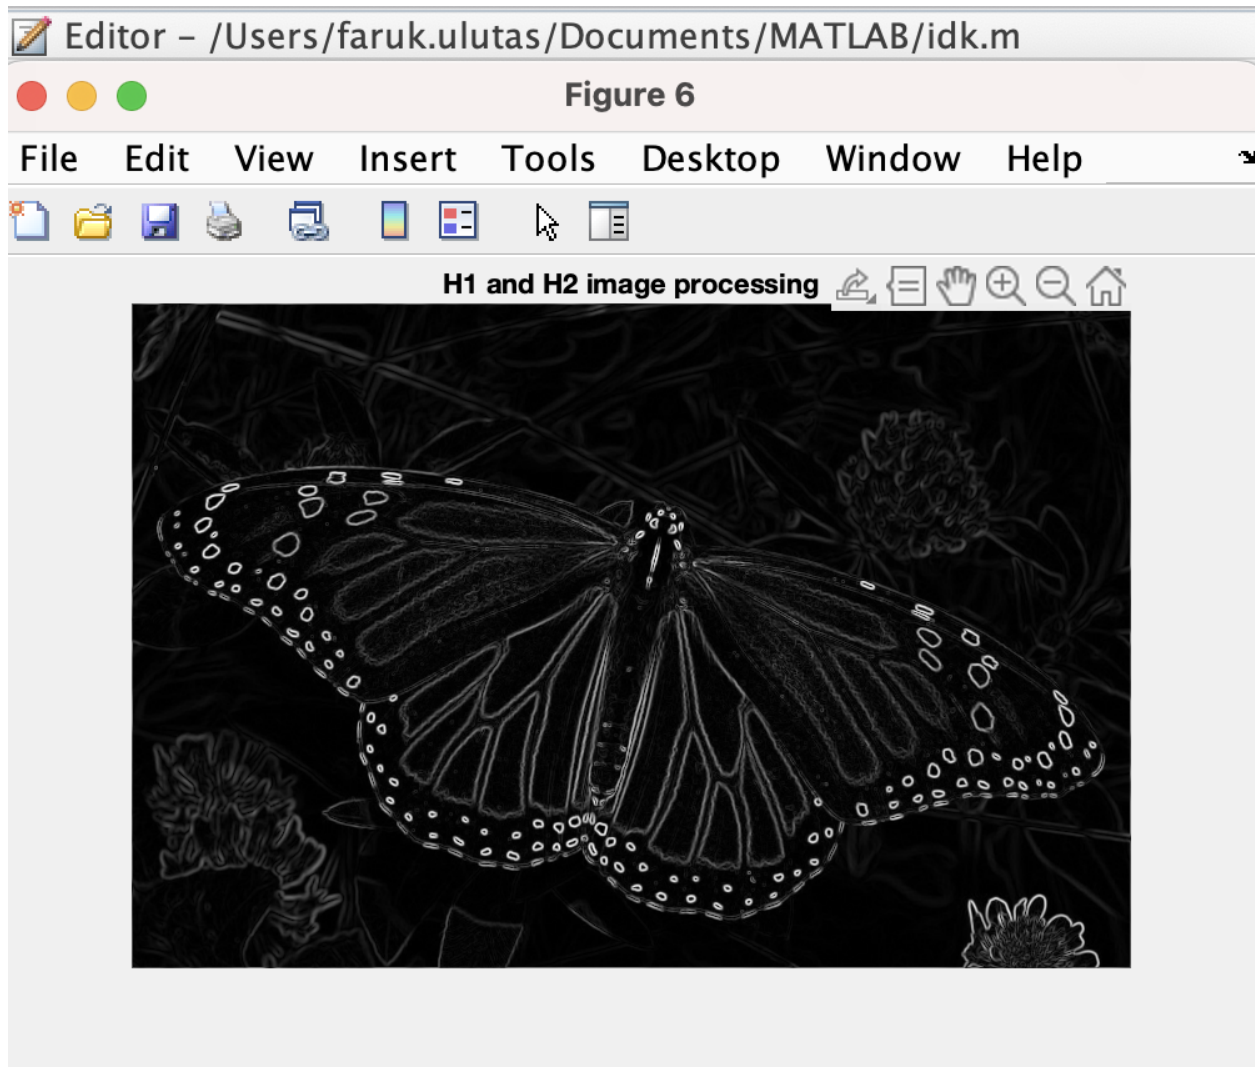 Editor – /Users/faruk.ulutas/Documents/MATLAB/idk.m
Figure 6
File Edit View Insert Tools Desktop Window Help
H1 and H2 image processing